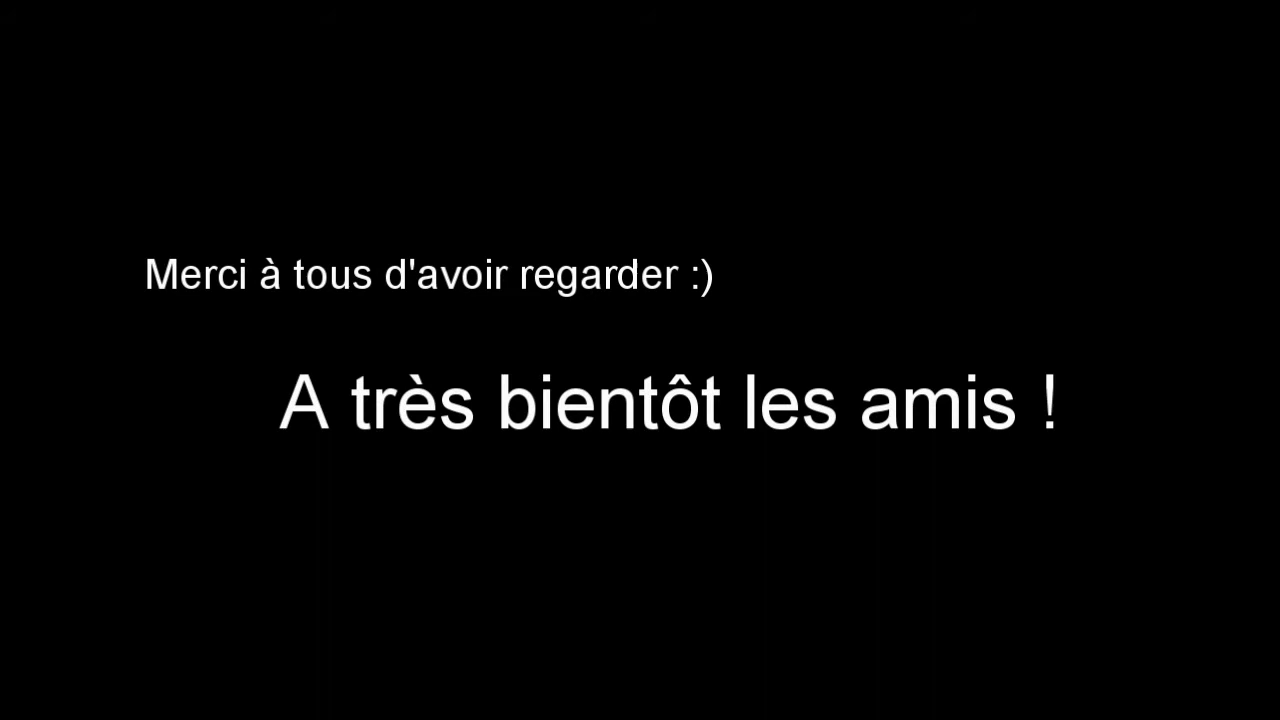 Merci à tous d'avoir regarder :)
A très bientôt les amis !